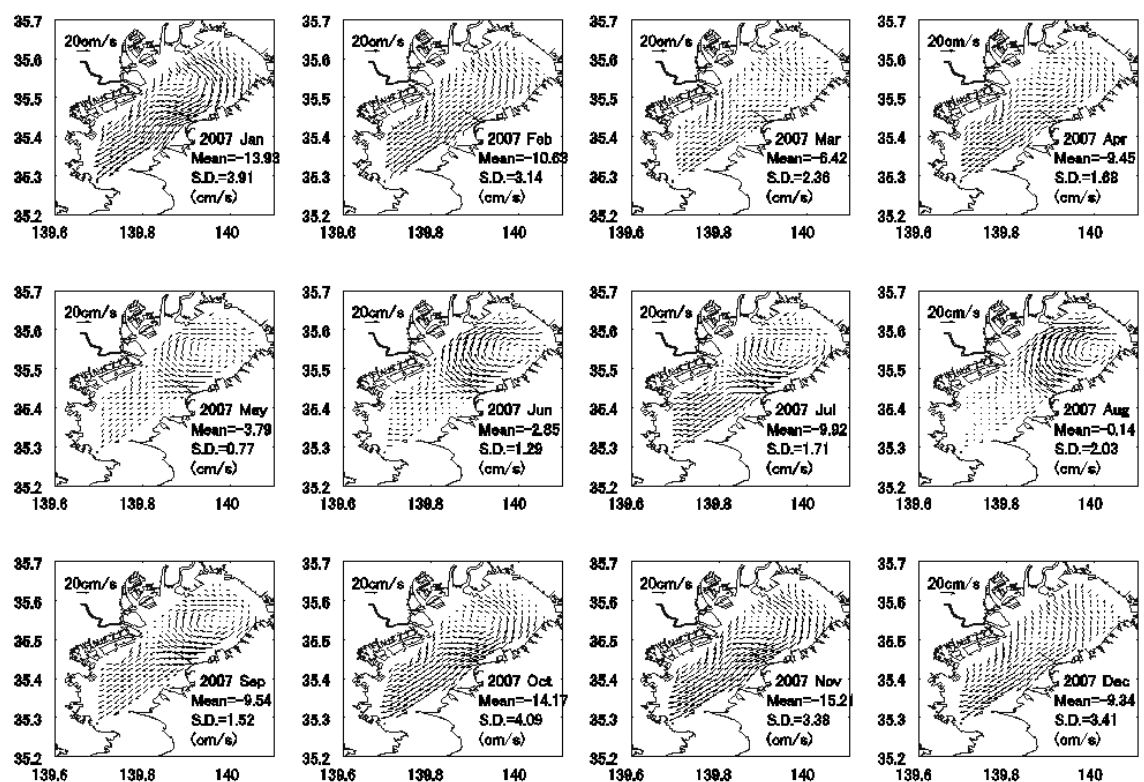 35.7
35.6
35.5
35.4
35.3
35.2
20cm/s
2007 Jan
Mean=-13.93
S.D.=3.91
(cm/s)
139.6 139.8 140
35.7
35.6
35.5
35.4
35.3
35.2
20cm/s
2007 Feb
Mean=-10.63
S.D.=3.14
(cm/s)
139.6 139.8 140
35.7
35.6
35.5
35.4
35.3
35.2
20cm/s
2007 Mar
Mean=-6.42
S.D.=2.36
(cm/s)
139.6 139.8 140
35.7
35.6
35.5
35.4
35.3
35.2
20cm/s
2007 Apr
Mean=-9.45
S.D.=1.68
(cm/s)
139.6 139.8 140
35.7
35.6
35.5
35.4
35.3
35.2
20cm/s
2007 May
Mean=-3.79
S.D.=0.77
(cm/s)
139.6 139.8 140
35.7
35.6
35.5
35.4
35.3
35.2
20cm/s
2007 Jun
Mean=-2.85
S.D.=1.29
(cm/s)
139.6 139.8 140
35.7
35.6
35.5
35.4
35.3
35.2
20cm/s
2007 Jul
Mean=-9.92
S.D.=1.71
(cm/s)
139.6 139.8 140
35.7
35.6
35.5
35.4
35.3
35.2
20cm/s
2007 Aug
Mean=-0.14
S.D.=2.03
(cm/s)
139.6 139.8 140
35.7
35.6
35.5
35.4
35.3
35.2
20cm/s
2007 Sep
Mean=-9.54
S.D.=1.52
(cm/s)
139.6 139.8 140
35.7
35.6
35.5
35.4
35.3
35.2
20cm/s
2007 Oct
Mean=-14.17
S.D.=4.09
(cm/s)
139.6 139.8 140
35.7
35.6
35.5
35.4
35.3
35.2
20cm/s
2007 Nov
Mean=-15.21
S.D.=3.38
(cm/s)
139.6 139.8 140
35.7
35.6
35.5
35.4
35.3
35.2
20cm/s
2007 Dec
Mean=-9.34
S.D.=3.41
(cm/s)
139.6 139.8 140